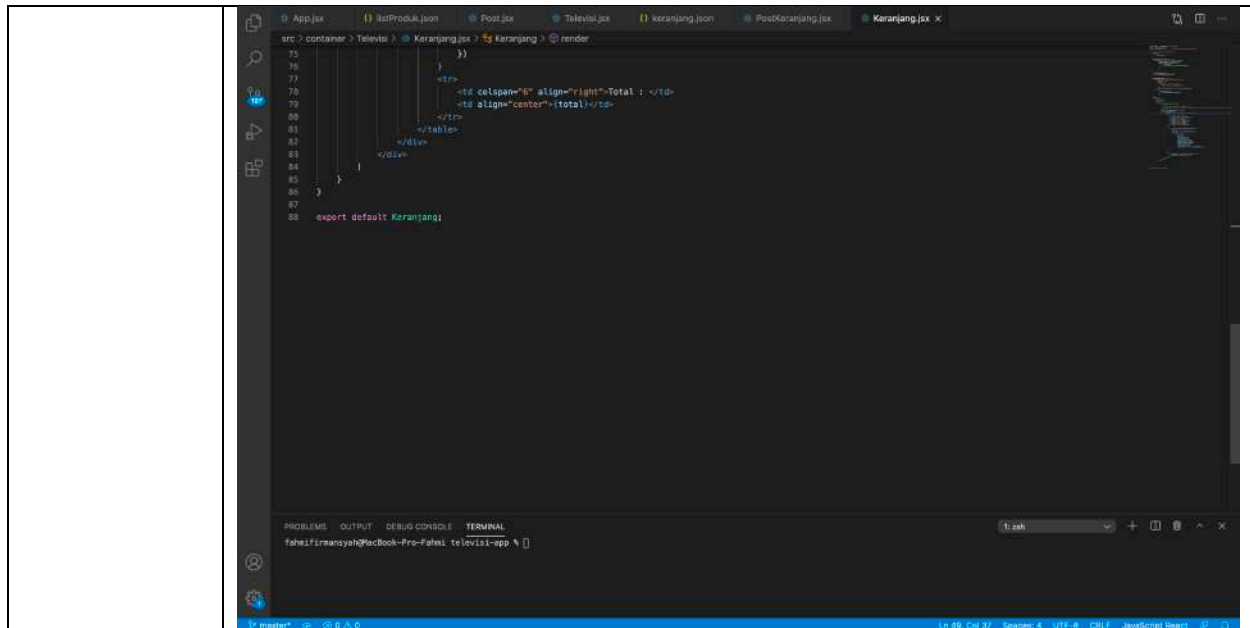 App.jsx {} listProduk.json Post.jsx Televisi.jsx {} keranjang.json PostKeranjang.jsx Keranjang.jsx ×
src > container > Televisi > Keranjang.jsx > Keranjang > render
75 })
76 }
77 <tr>
78 <td colspan="6" align="right">Total : </td>
79 <td align="center">{total}</td>
80 </tr>
81 </table>
82 </div>
83 </div>
84 )
85 }
86 }
87
88 export default Keranjang;
PROBLEMS OUTPUT DEBUG CONSOLE TERMINAL 1: zsh
fahmifirmansyah@MacBook-Pro-Fahmi televisi-app %
master* 0 0 Ln 49, Col 37 Spaces: 4 UTF-8 CRLF JavaScript React